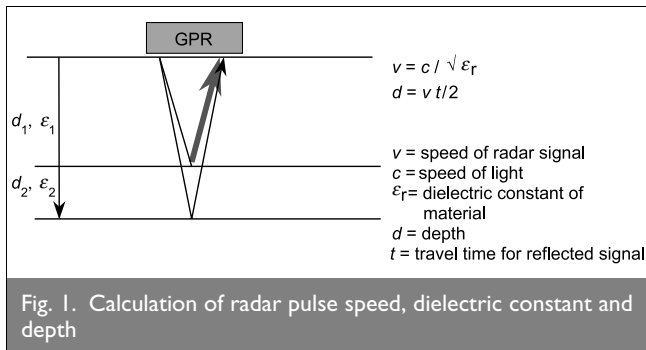 GPR
v = c / √ εr
d = v t/2
d1, ε1
d2, ε2
v = speed of radar signal
c = speed of light
εr = dielectric constant of
material
d = depth
t = travel time for reflected signal
Fig. 1. Calculation of radar pulse speed, dielectric constant and
depth